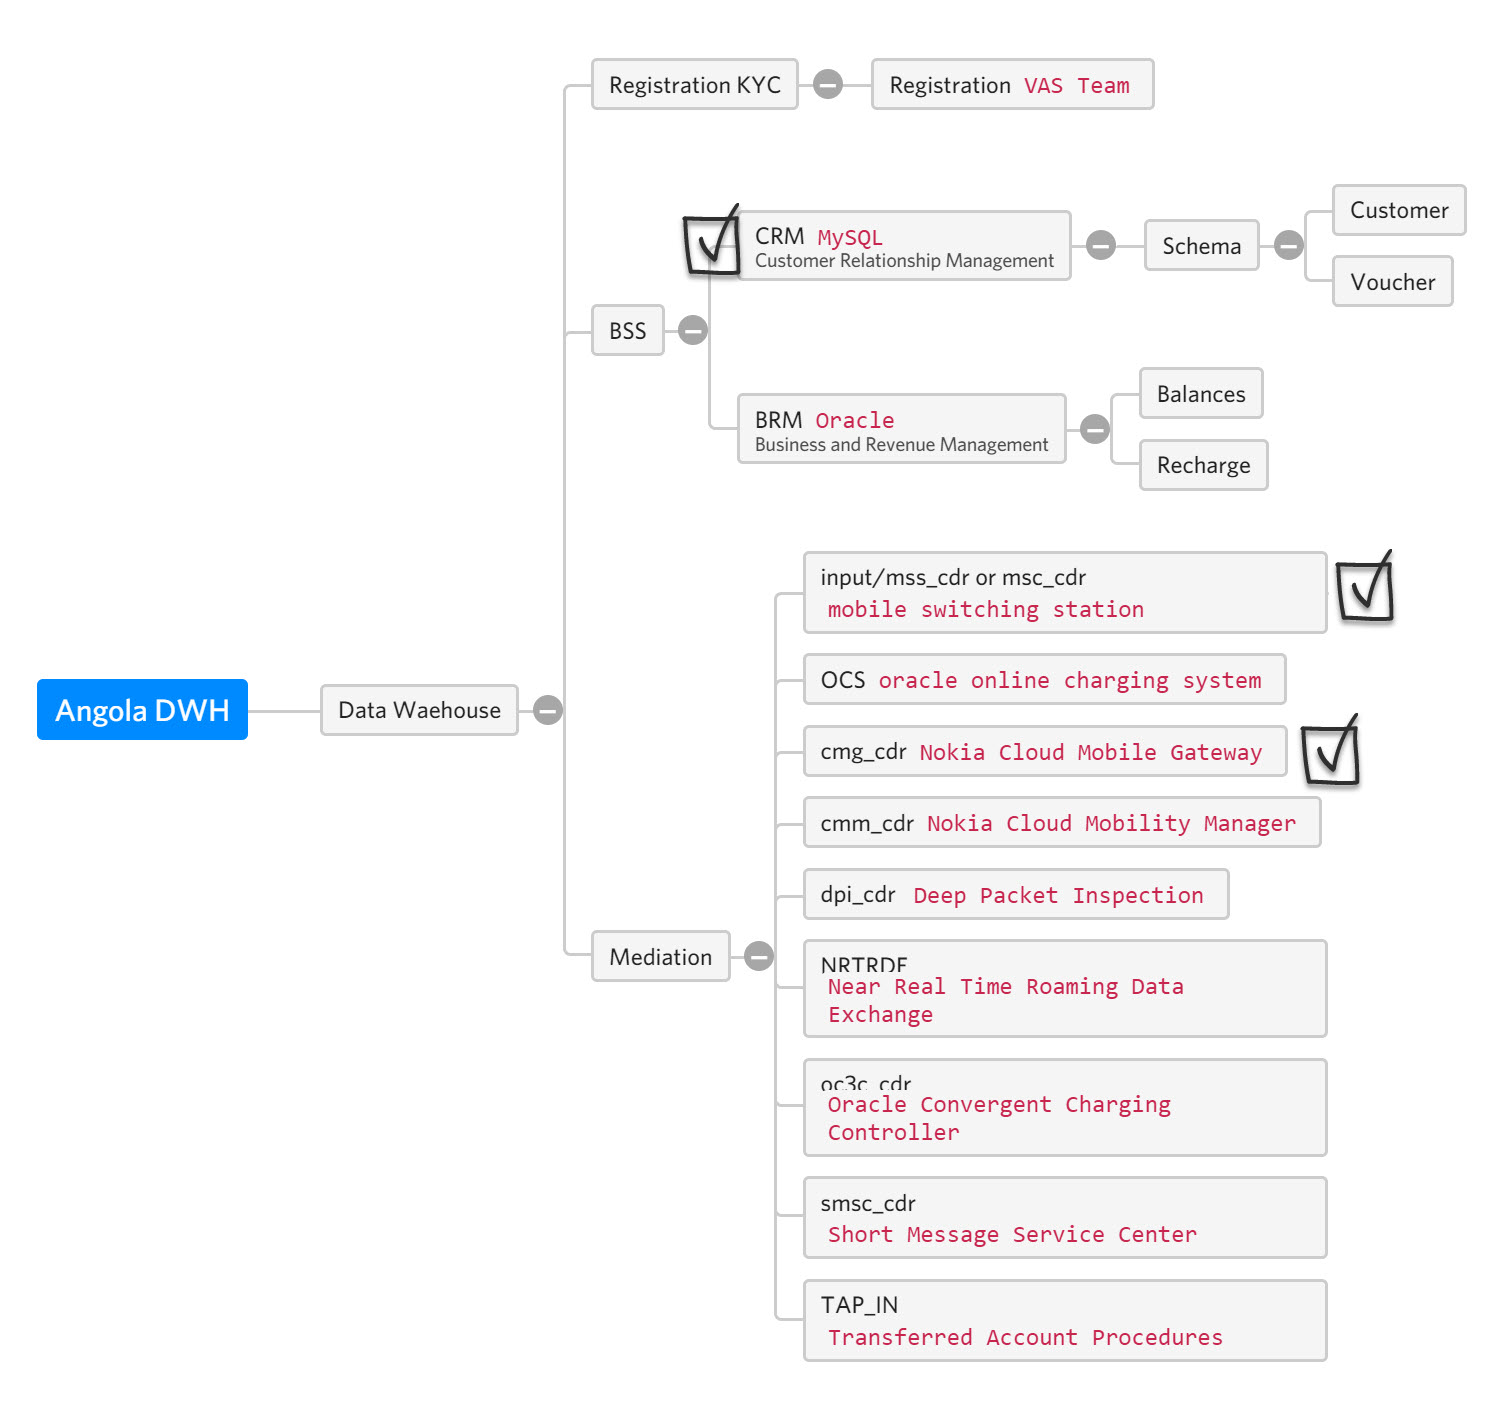 Registration KYC
Registration VAS Team
Customer
CRM MySQL
Customer Relationship Management
Schema
Voucher
BSS
Balances
BRM Oracle
Business and Revenue Management
Recharge
input/mss_cdr or msc_cdr
mobile switching station
OCS oracle online charging system
Angola DWH
Data Waehouse
cmg_cdr Nokia Cloud Mobile Gateway
cmm_cdr Nokia Cloud Mobility Manager
dpi_cdr Deep Packet Inspection
Mediation
NRTRDE
Near Real Time Roaming Data
Exchange
oc3c_cdr
Oracle Convergent Charging
Controller
smsc_cdr
Short Message Service Center
TAP_IN
Transferred Account Procedures